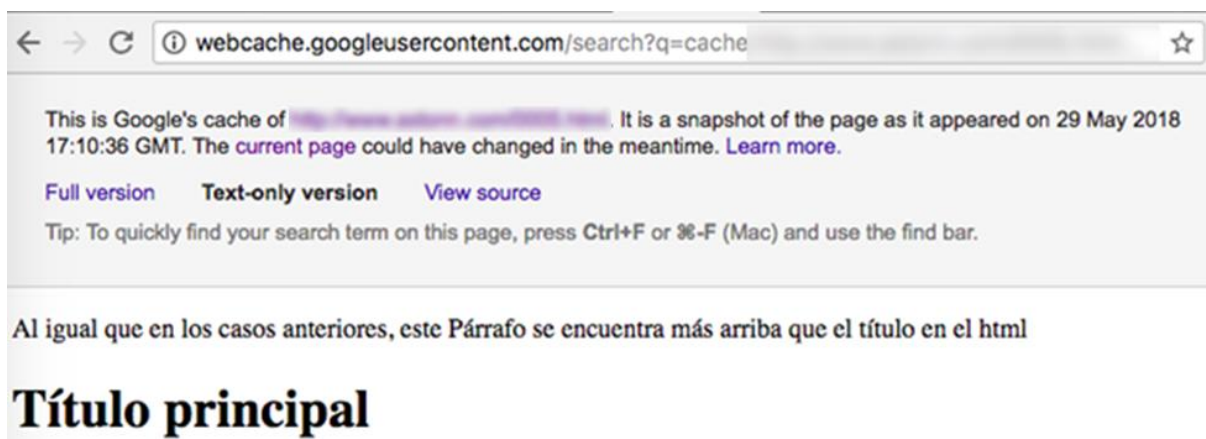 webcache.googleusercontent.com/search?q=cache
This is Google's cache of . It is a snapshot of the page as it appeared on 29 May 2018
17:10:36 GMT. The current page could have changed in the meantime. Learn more.
Full version Text-only version View source
Tip: To quickly find your search term on this page, press Ctrl+F or ⌘-F (Mac) and use the find bar.
Al igual que en los casos anteriores, este Párrafo se encuentra más arriba que el título en el html
Título principal